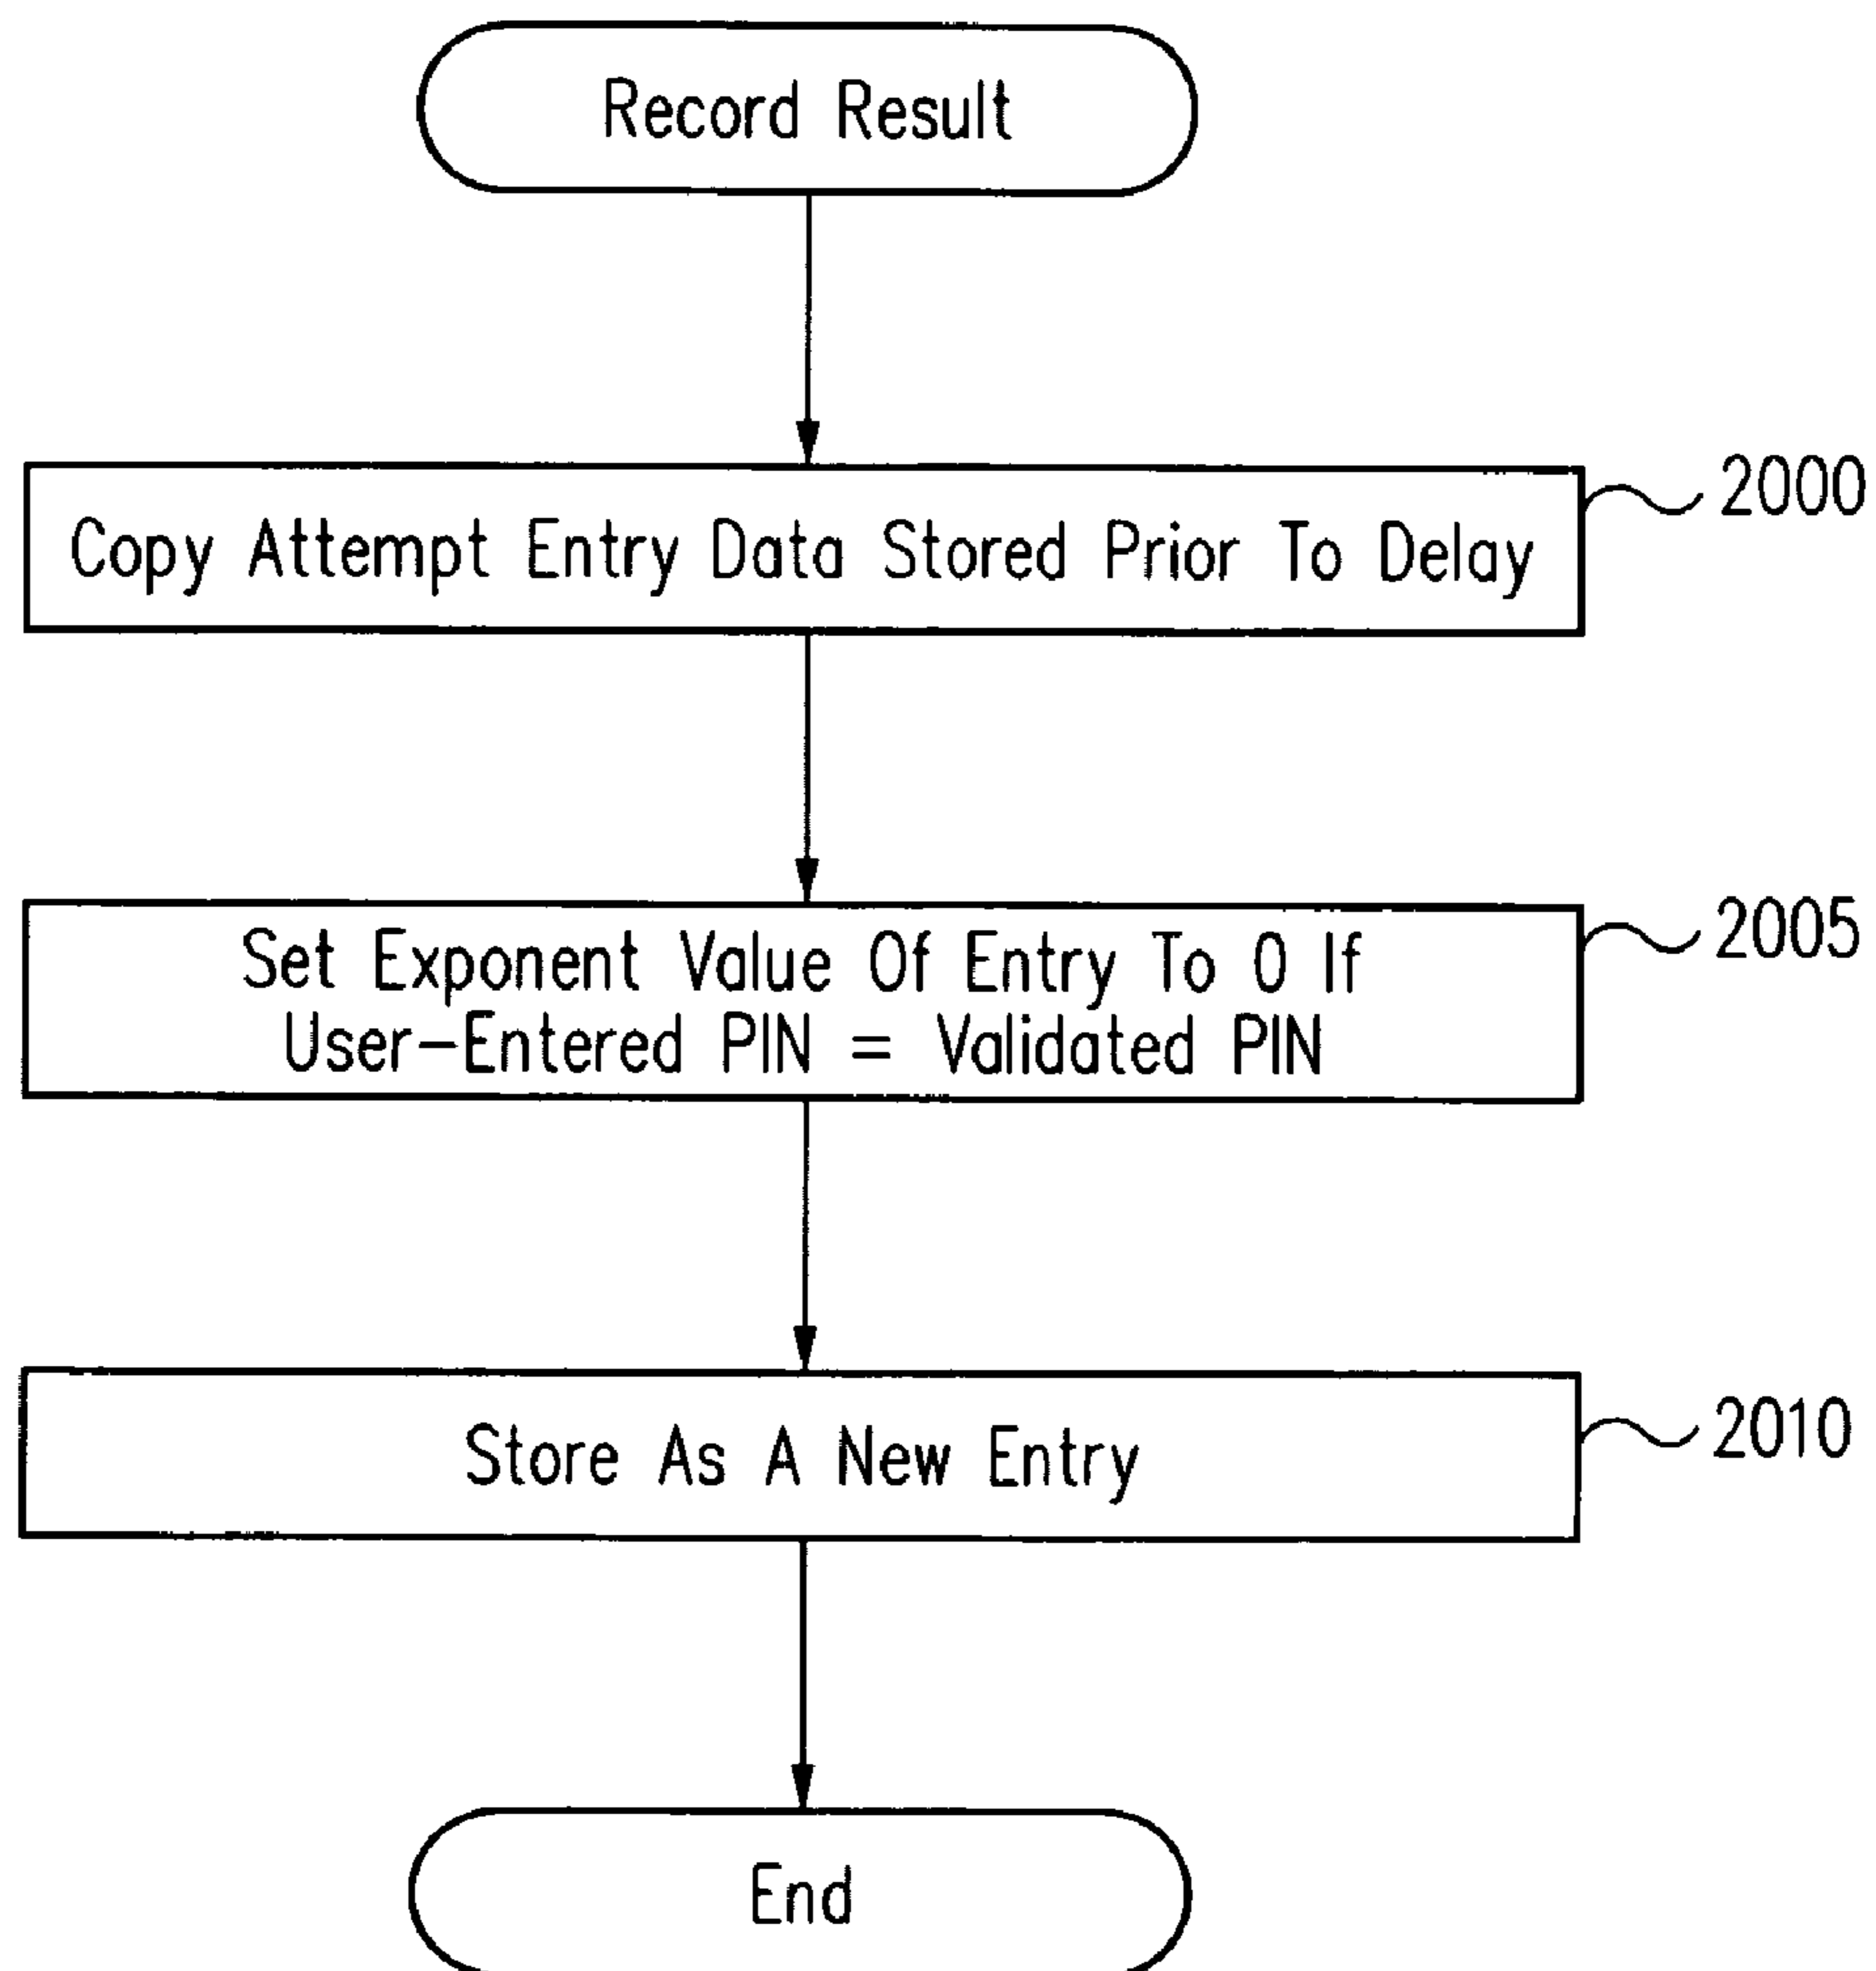 Record Result
2000
Copy Attempt Entry Data Stored Prior To Delay
2005
Set Exponent Value Of Entry To 0 If
User-Entered PIN = Validated PIN
2010
Store As A New Entry
End